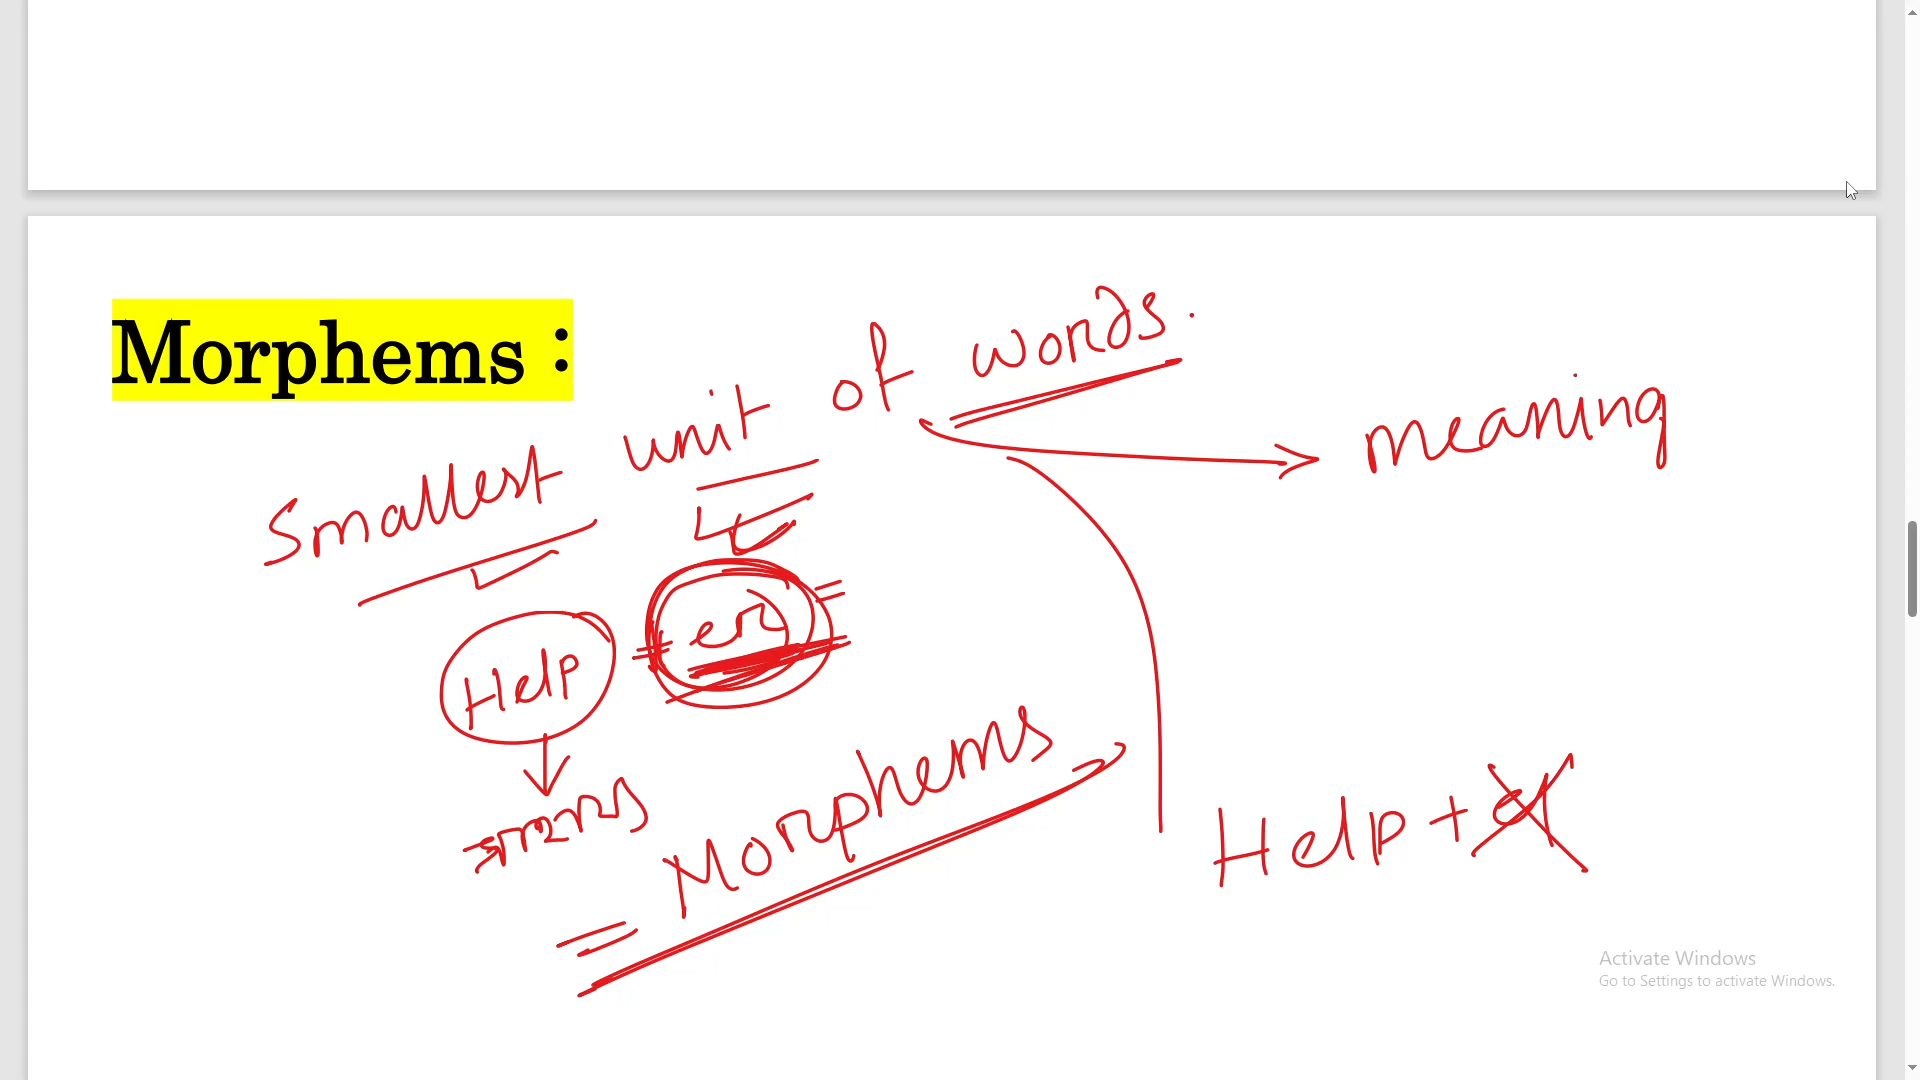 Morphems :
Smallest unit of words.
meaning
Help er
Morphems
Help +
Activate Windows
Go to Settings to activate Windows.